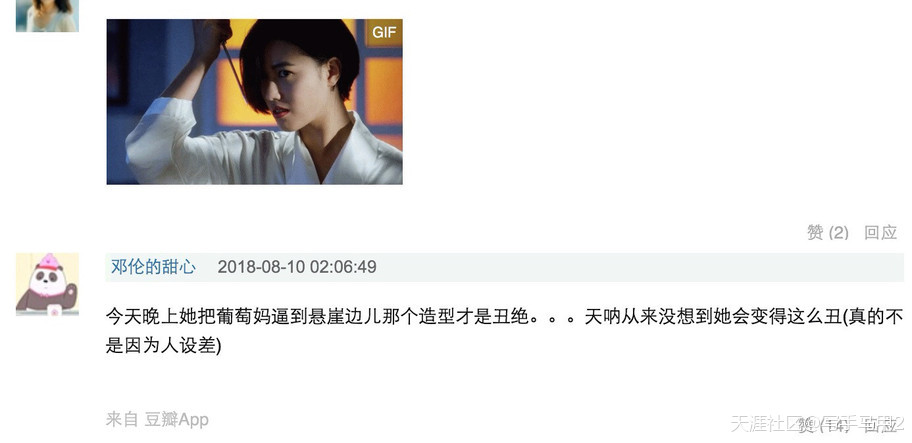 GIF
赞 (2) 回应
邓伦的甜心 2018-08-10 02:06:49
今天晚上她把葡萄妈逼到悬崖边儿那个造型才是丑绝。。。天呐从来没想到她会变得这么丑(真的不
是因为人设差)
来自 豆瓣App
天涯社区@
赞 (14) 回应